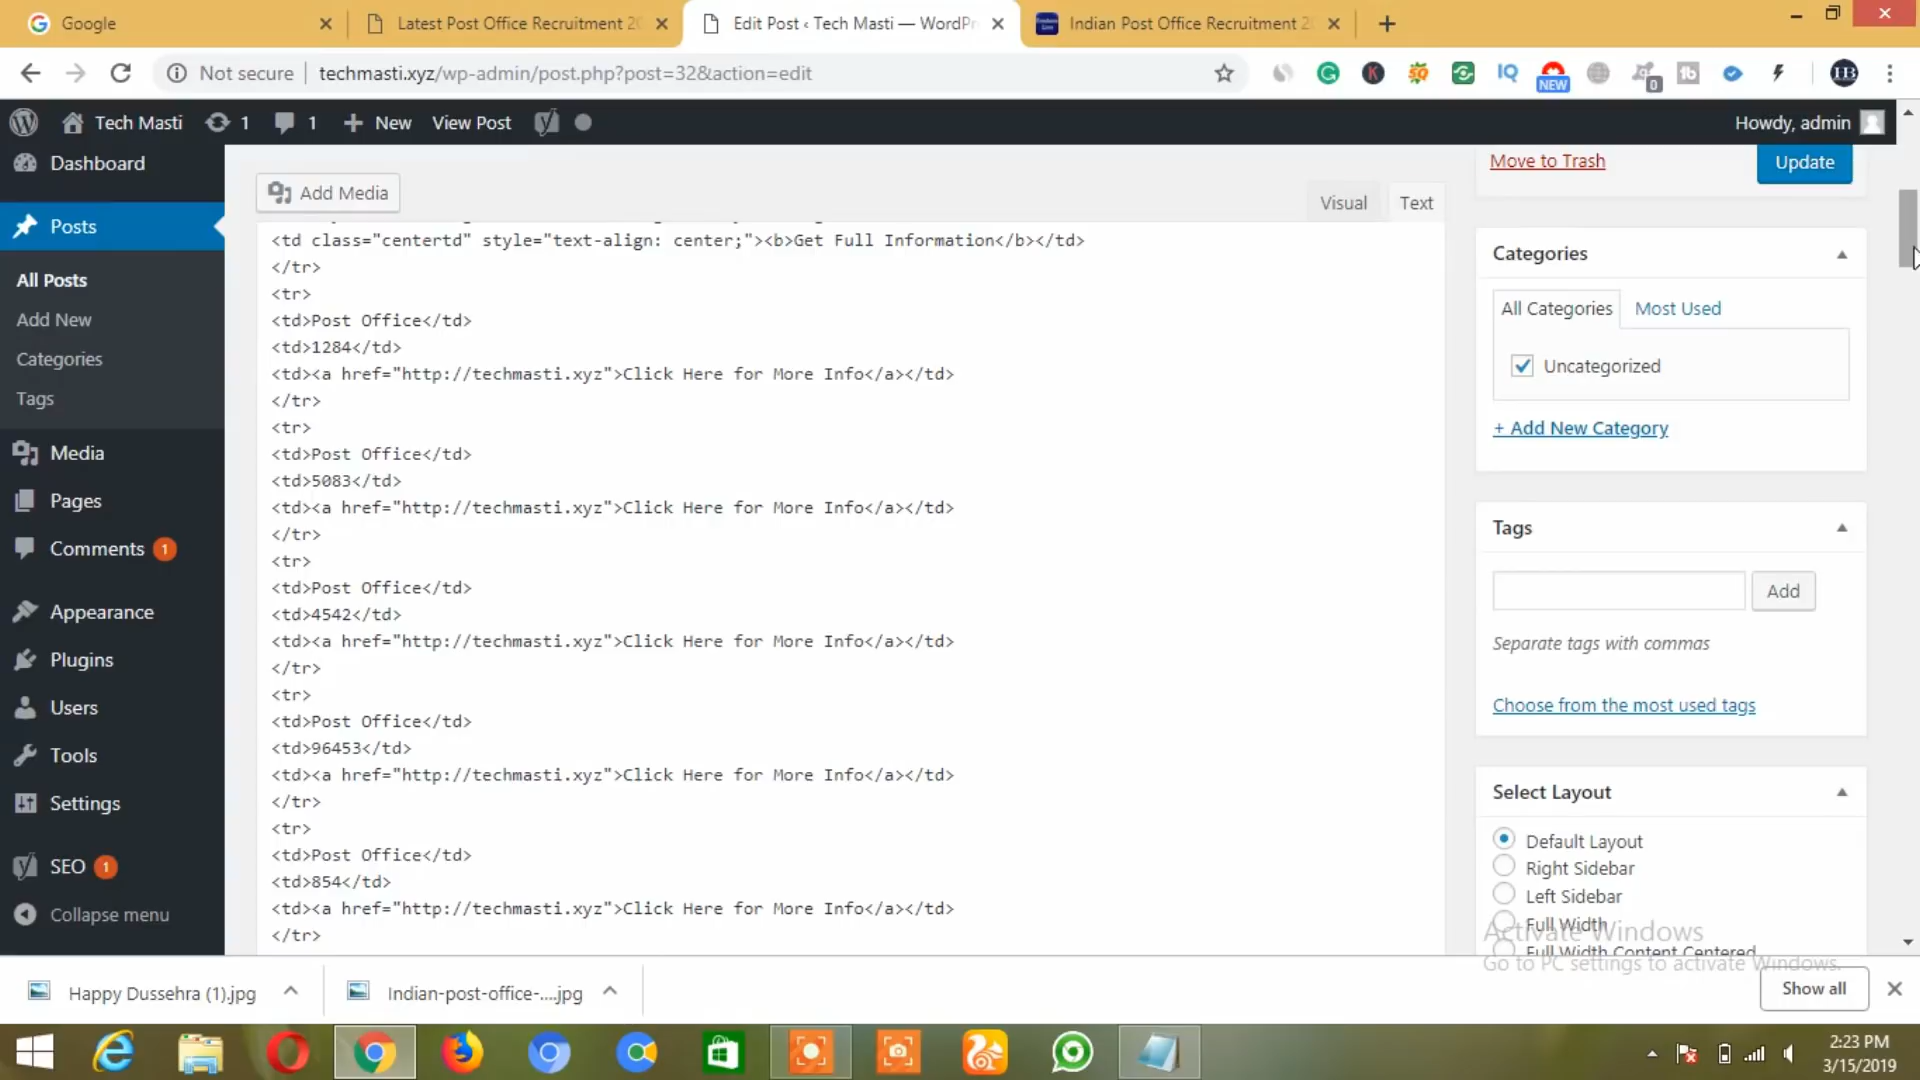 Google
Latest Post Office Recruitment 20
Edit Post ‹ Tech Masti — WordPr
Indian Post Office Recruitment 2
Not secure
techmasti.xyz/wp-admin/post.php?post=32&action=edit
NEW
0
Tech Masti
1
1
New
View Post
Howdy, admin
Dashboard
Posts
All Posts
Add New
Categories
Tags
Media
Pages
Comments 1
Appearance
Plugins
Users
Tools
Settings
SEO 1
Collapse menu
Add Media
Visual
Text
<td class="centertd" style="text-align: center;"><b>Get Full Information</b></td>
</tr>
<tr>
<td>Post Office</td>
<td>1284</td>
<td><a href="http://techmasti.xyz">Click Here for More Info</a></td>
</tr>
<tr>
<td>Post Office</td>
<td>5083</td>
<td><a href="http://techmasti.xyz">Click Here for More Info</a></td>
</tr>
<tr>
<td>Post Office</td>
<td>4542</td>
<td><a href="http://techmasti.xyz">Click Here for More Info</a></td>
</tr>
<tr>
<td>Post Office</td>
<td>96453</td>
<td><a href="http://techmasti.xyz">Click Here for More Info</a></td>
</tr>
<tr>
<td>Post Office</td>
<td>854</td>
<td><a href="http://techmasti.xyz">Click Here for More Info</a></td>
</tr>
Move to Trash
Update
Categories
All Categories
Most Used
Uncategorized
+ Add New Category
Tags
Add
Separate tags with commas
Choose from the most used tags
Select Layout
Default Layout
Right Sidebar
Left Sidebar
Full Width
Full Width Content Centered
Activate Windows
Go to PC settings to activate Windows.
Happy Dussehra (1).jpg
Indian-post-office-....jpg
Show all
2:23 PM
3/15/2019